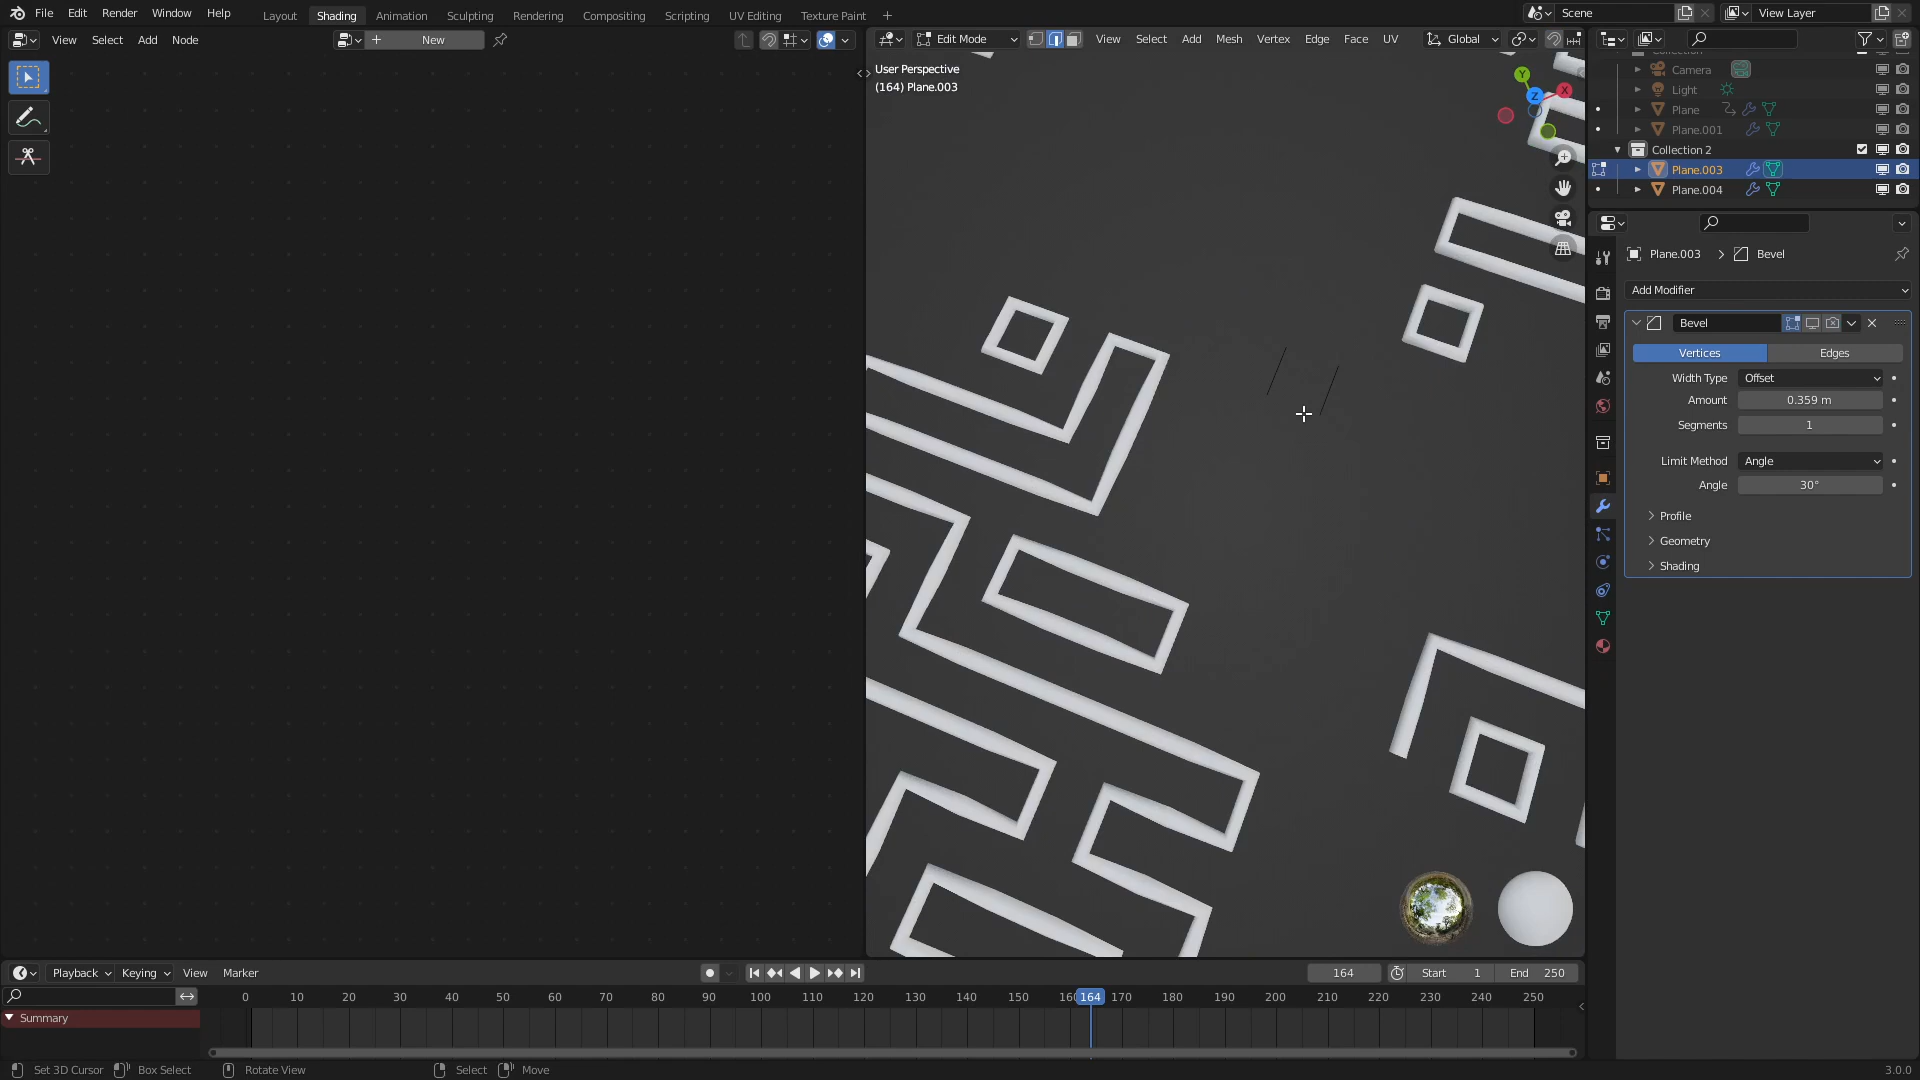 File Edit Render Window Help
Layout Shading Animation Sculpting Rendering Compositing Scripting UV Editing Texture Paint +
Scene View Layer
View Select Add Node
+ New
Edit Mode View Select Add Mesh Vertex Edge Face UV Global
User Perspective
(164) Plane.003
Y
X
Z
Camera
Light
Plane
Plane.001
Collection 2
Plane.003
Plane.004
Plane.003 > Bevel
Add Modifier
Bevel
Vertices Edges
Width Type Offset
Amount 0.359 m
Segments 1
Limit Method Angle
Angle 30°
Profile
Geometry
Shading
Playback Keying View Marker
164 Start 1 End 250
0 10 20 30 40 50 60 70 80 90 100 110 120 130 140 150 160 164 170 180 190 200 210 220 230 240 250
Summary
Set 3D Cursor Box Select Rotate View Select Move 3.0.0